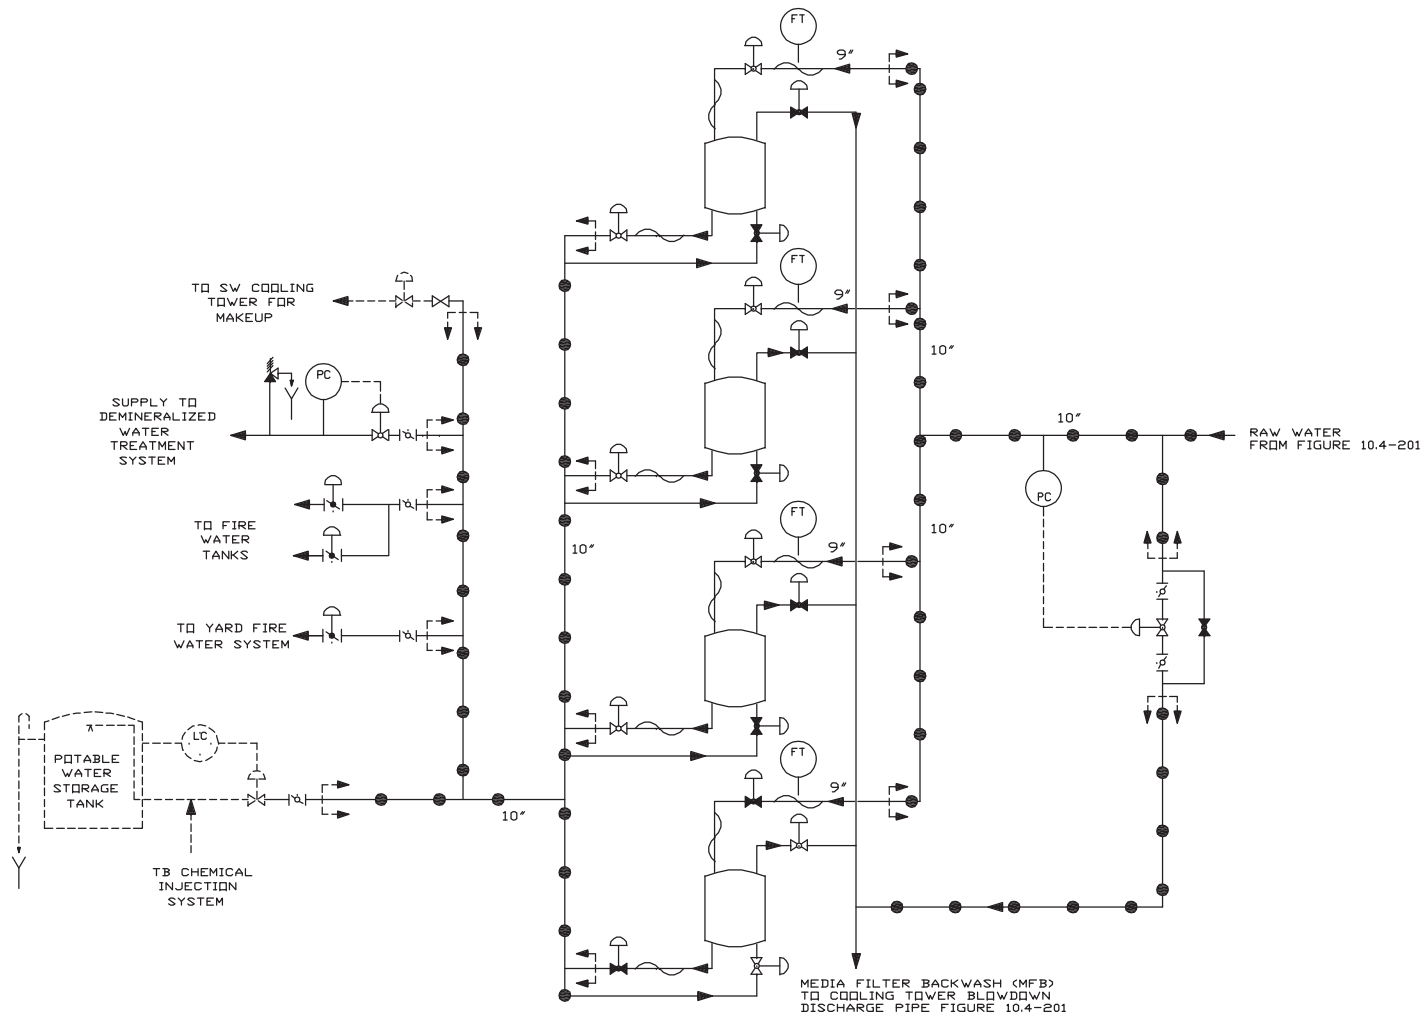 FT
9"
FT
9"
TO SW COOLING
TOWER FOR
MAKEUP
10"
PC
SUPPLY TO
DEMINERALIZED
WATER
TREATMENT
SYSTEM
10"
RAW WATER
FROM FIGURE 10.4-201
PC
FT
TO FIRE
WATER
TANKS
10"
9"
10"
TO YARD FIRE
WATER SYSTEM
LC
FT
POTABLE
WATER
STORAGE
TANK
9"
10"
TB CHEMICAL
INJECTION
SYSTEM
MEDIA FILTER BACKWASH (MFB)
TO COOLING TOWER BLOWDOWN
DISCHARGE PIPE FIGURE 10.4-201